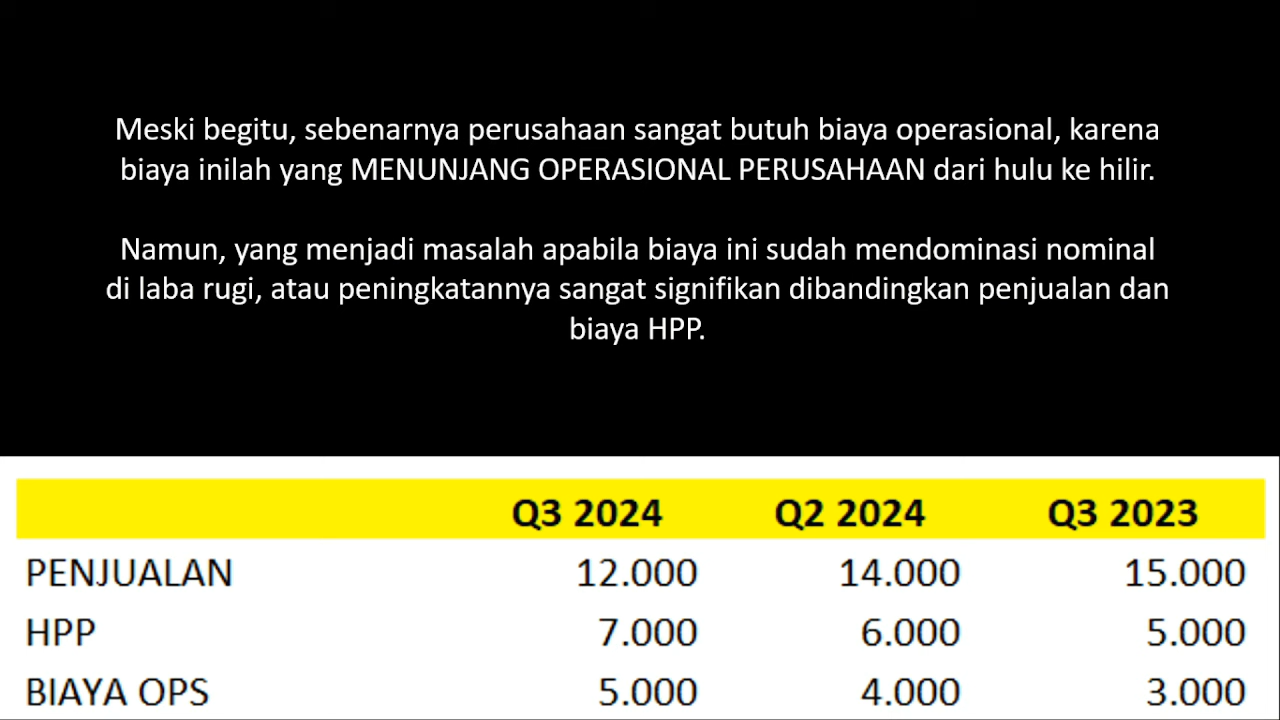 Meski begitu, sebenarnya perusahaan sangat butuh biaya operasional, karena
biaya inilah yang MENUNJANG OPERASIONAL PERUSAHAAN dari hulu ke hilir.
Namun, yang menjadi masalah apabila biaya ini sudah mendominasi nominal
di laba rugi, atau peningkatannya sangat signifikan dibandingkan penjualan dan
biaya HPP.
Q3 2024 Q2 2024 Q3 2023
PENJUALAN 12.000 14.000 15.000
HPP 7.000 6.000 5.000
BIAYA OPS 5.000 4.000 3.000